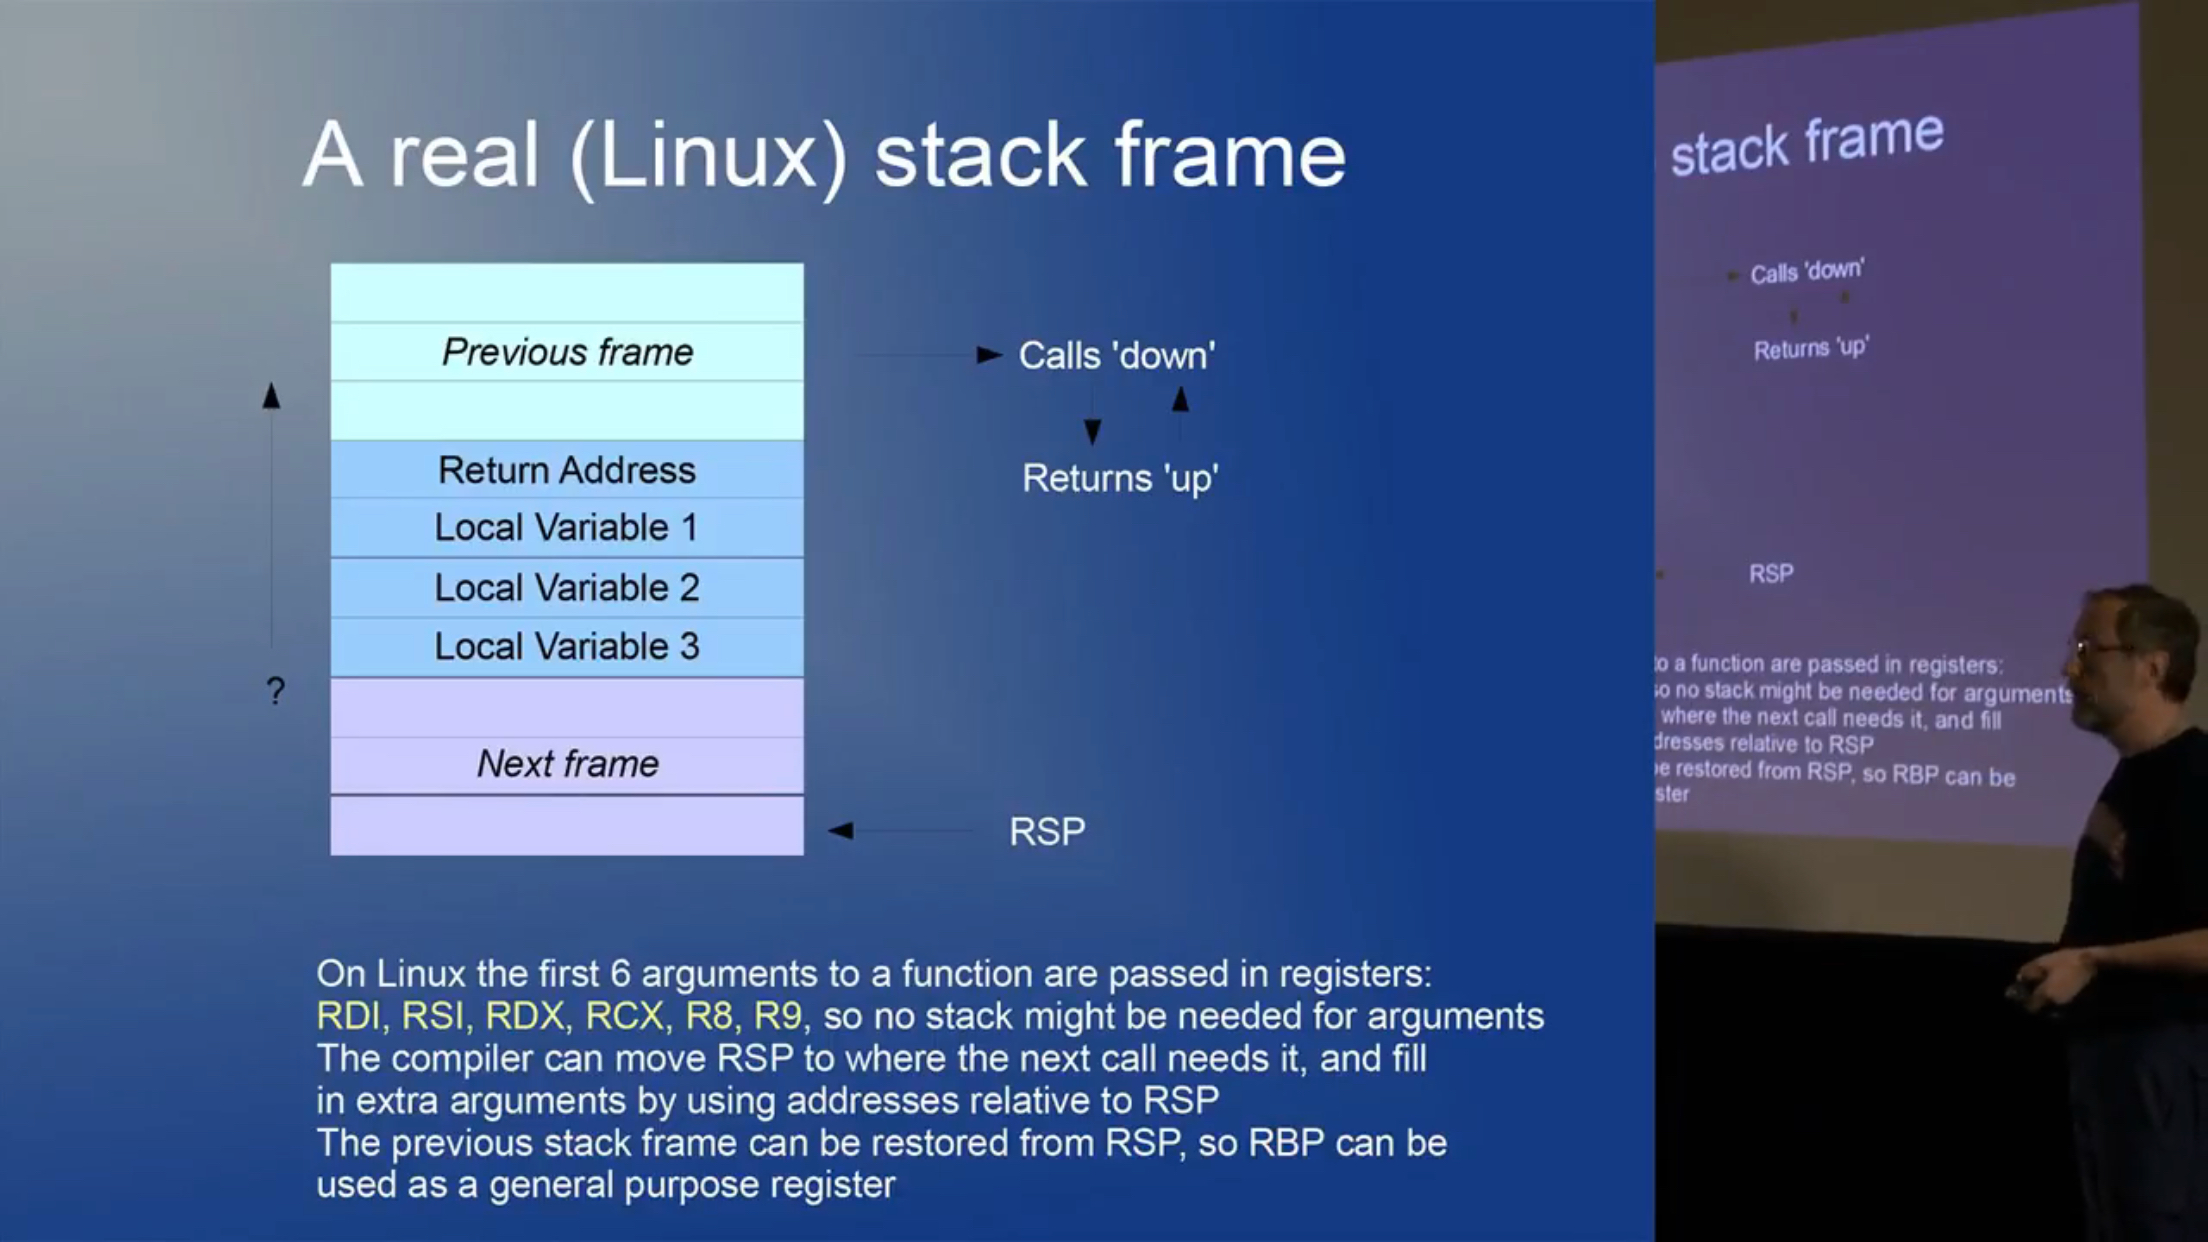 A real (Linux) stack frame
Previous frame
Return Address
Local Variable 1
Local Variable 2
Local Variable 3
Next frame
?
Calls 'down'
Returns 'up'
RSP
On Linux the first 6 arguments to a function are passed in registers:
RDI, RSI, RDX, RCX, R8, R9, so no stack might be needed for arguments
The compiler can move RSP to where the next call needs it, and fill
in extra arguments by using addresses relative to RSP
The previous stack frame can be restored from RSP, so RBP can be
used as a general purpose register
stack frame
Calls 'down'
Returns 'up'
RSP
to a function are passed in registers:
so no stack might be needed for arguments
where the next call needs it, and fill
dresses relative to RSP
be restored from RSP, so RBP can be
ster